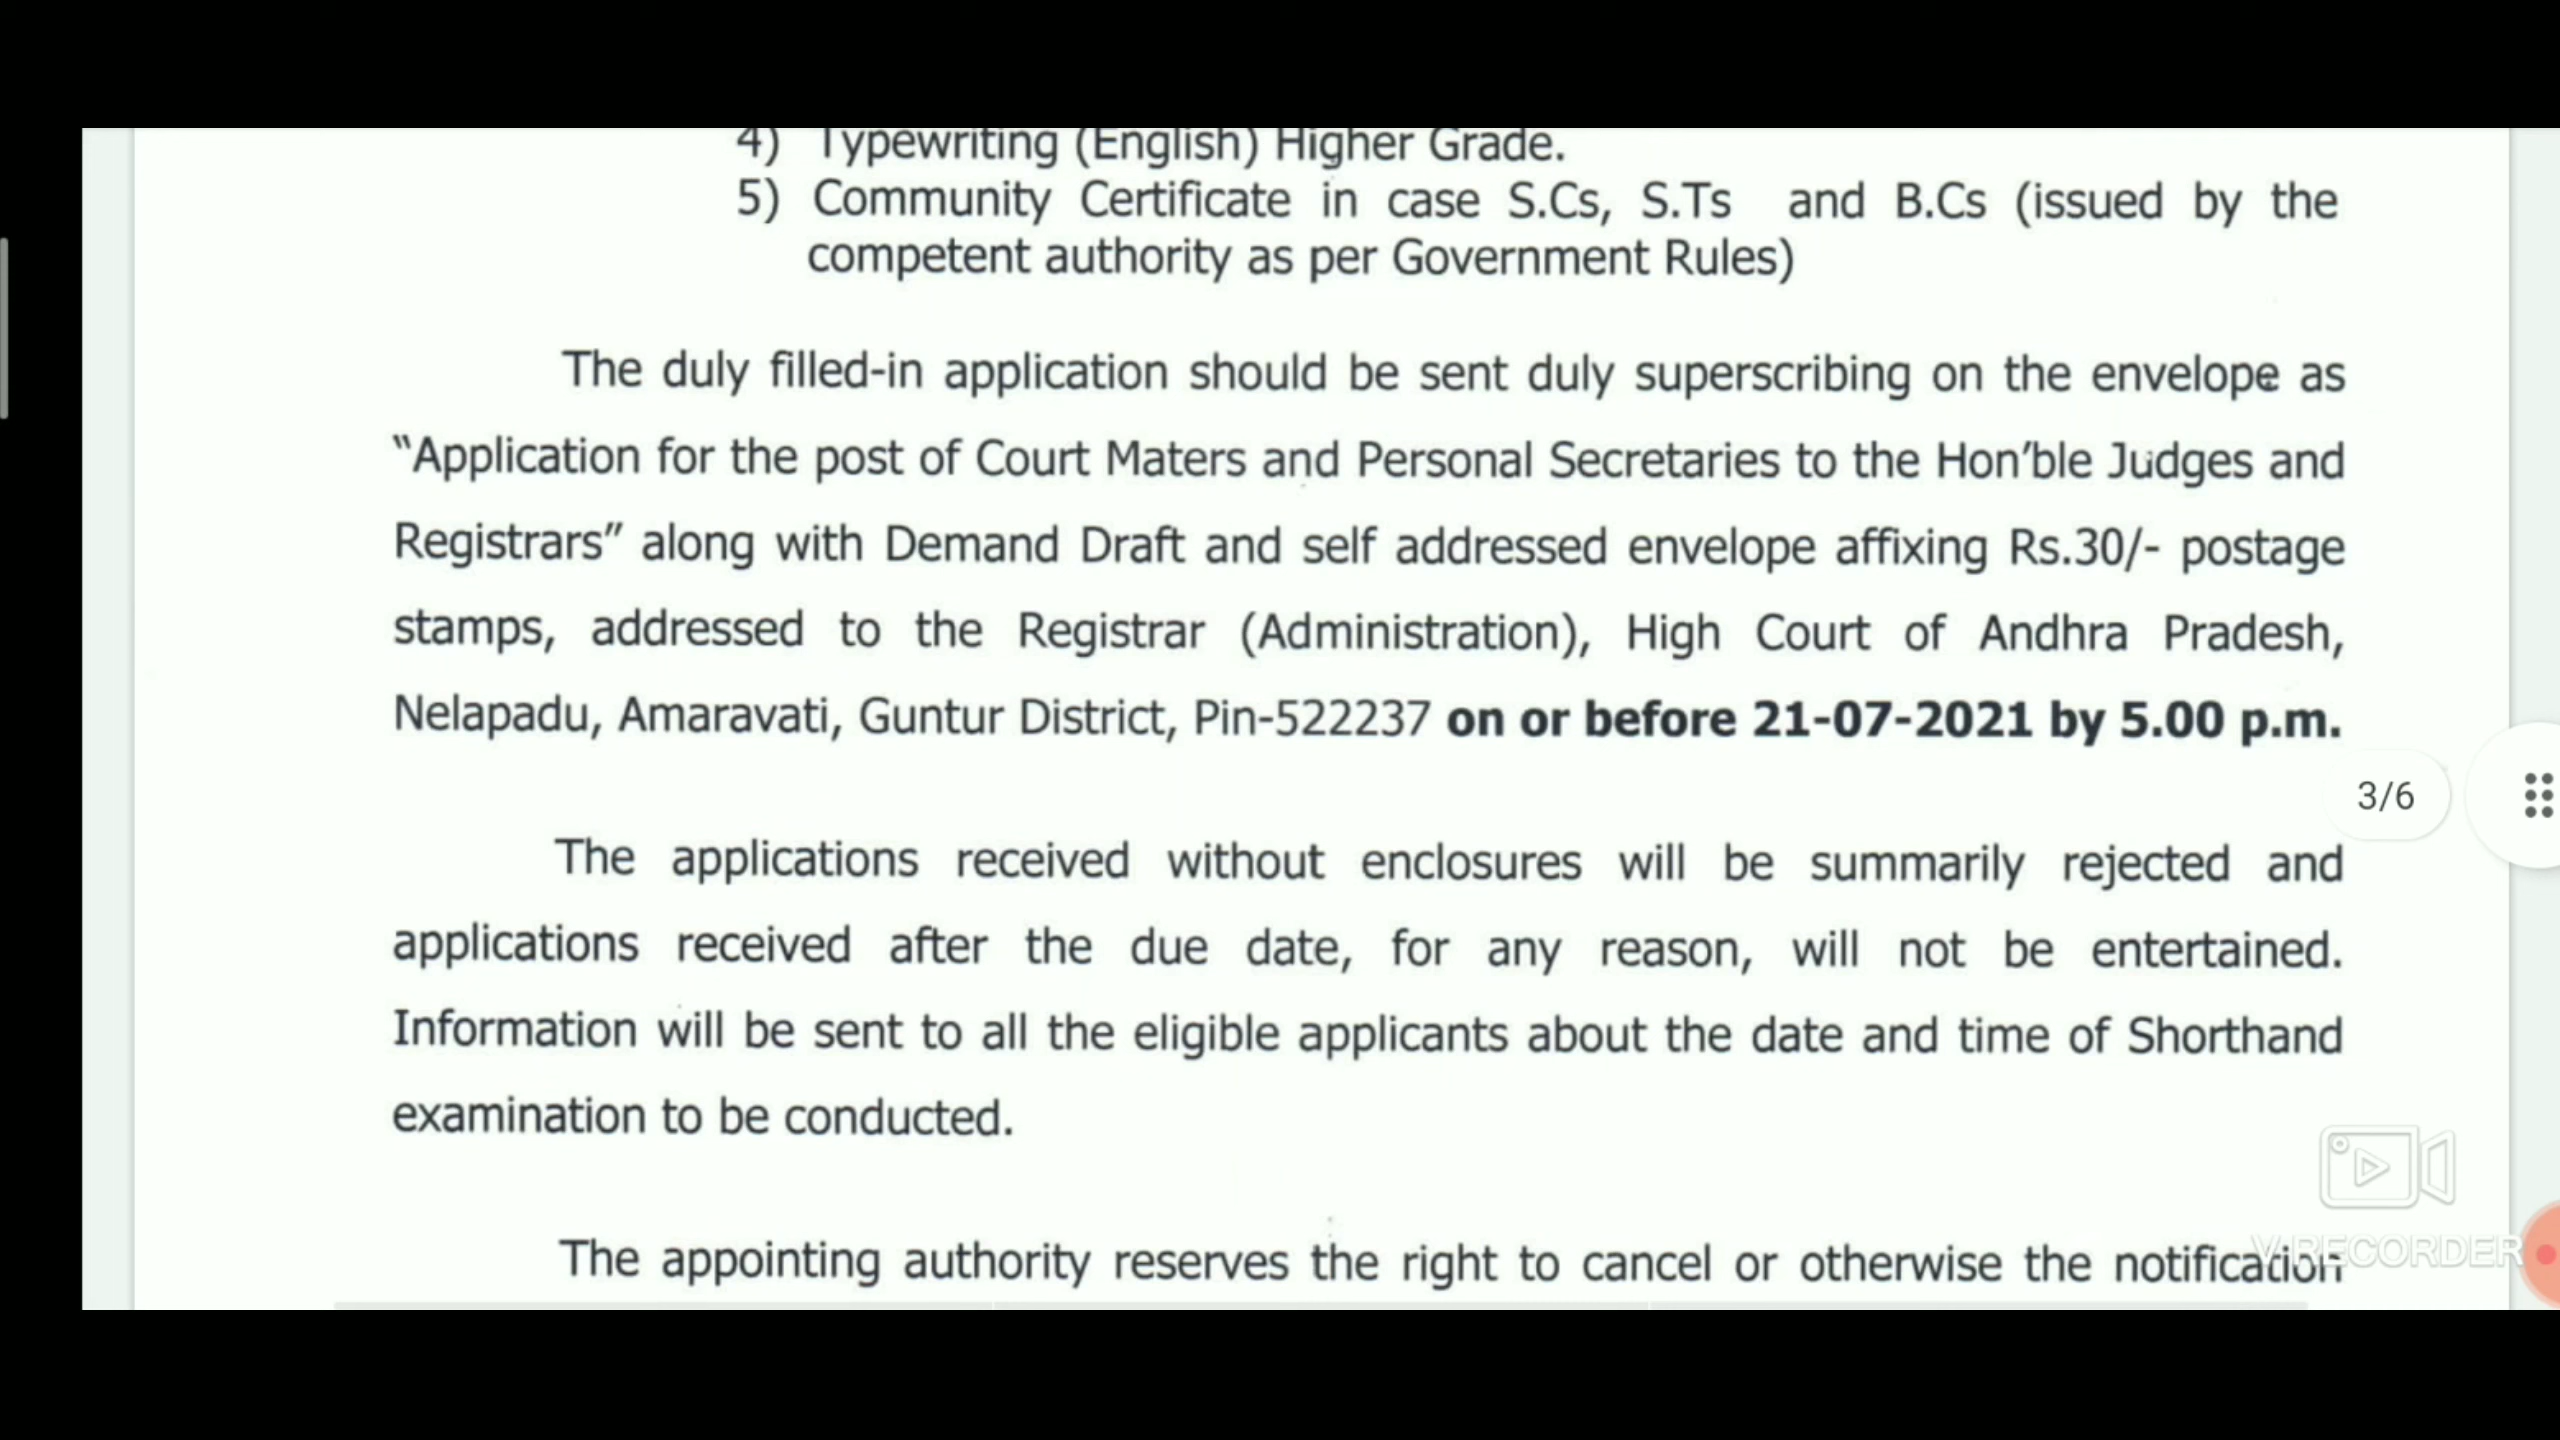 4) Typewriting (English) Higher Grade.
5) Community Certificate in case S.Cs, S.Ts and B.Cs (issued by the
competent authority as per Government Rules)
The duly filled-in application should be sent duly superscribing on the envelope as
“Application for the post of Court Maters and Personal Secretaries to the Hon’ble Judges and
Registrars” along with Demand Draft and self addressed envelope affixing Rs.30/- postage
stamps, addressed to the Registrar (Administration), High Court of Andhra Pradesh,
Nelapadu, Amaravati, Guntur District, Pin-522237 on or before 21-07-2021 by 5.00 p.m.
3/6
The applications received without enclosures will be summarily rejected and
applications received after the due date, for any reason, will not be entertained.
Information will be sent to all the eligible applicants about the date and time of Shorthand
examination to be conducted.
The appointing authority reserves the right to cancel or otherwise the notification
V RECORDER